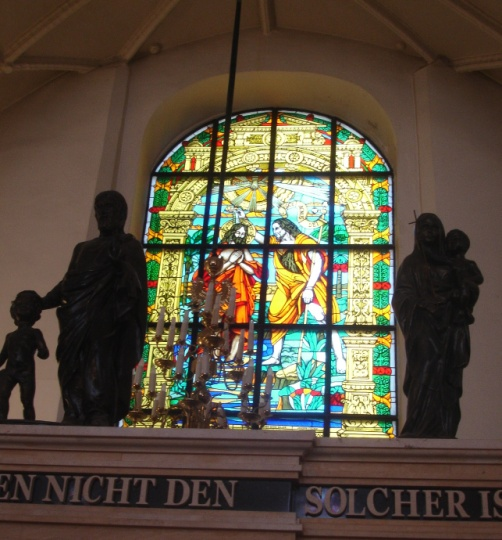 EN NICHT DEN SOLCHER IS